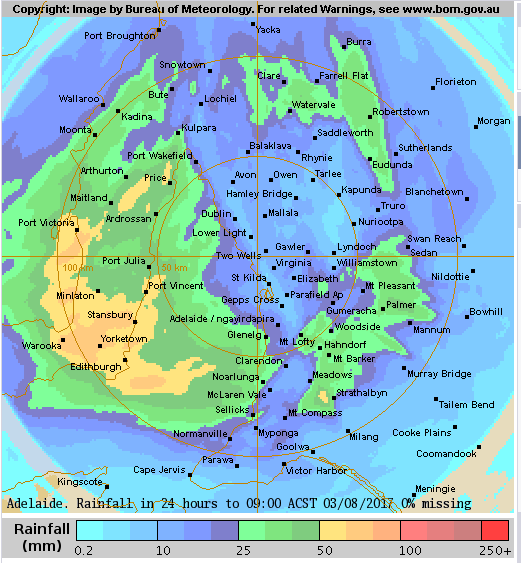 Copyright: Image by Bureau of Meteorology. For related Warnings, see www.bom.gov.au
Port Broughton
Yacka
Burra
Snowtown
Clare
Farrell Flat
Florieton
Bute
Wallaroo
Lochiel
Watervale
Kadina
Robertstown
Morgan
Moonta
Kulpara
Saddleworth
Balaklava
Rhynie
Sutherlands
Port Wakefield
Eudunda
Arthurton
Price
Avon
Owen
Tarlee
Maitland
Hamley Bridge
Kapunda
Blanchetown
Ardrossan
Dublin
Mallala
Truro
Port Victoria
Nuriootpa
Lower Light
Swan Reach
Two Wells
Gawler
Lyndoch
Sedan
Port Julia
100 km
50 km
Virginia
Williamstown
St Kilda
Elizabeth
Nildottie
Minlaton
Port Vincent
Parafield Ap
Mt Pleasant
Gepps Cross
Gumeracha
Palmer
Stansbury
Adelaide / ngayirdapira
Bowhill
Woodside
Mannum
Glenelg
Mt Lofty
Warooka
Yorketown
Hahndorf
Mt Barker
Edithburgh
Clarendon
Noarlunga
Meadows
Murray Bridge
McLaren Vale
Strathalbyn
Sellicks
Mt Compass
Tailem Bend
Normanville
Myponga
Milang
Cooke Plains
Goolwa
Coomandook
Parawa
Cape Jervis
Victor Harbor
Kingscote
Meningie
Adelaide. Rainfall in 24 hours to 09:00 ACST 03/08/2017 0% missing
Rainfall
(mm)
0.2 10 25 50 100 250+